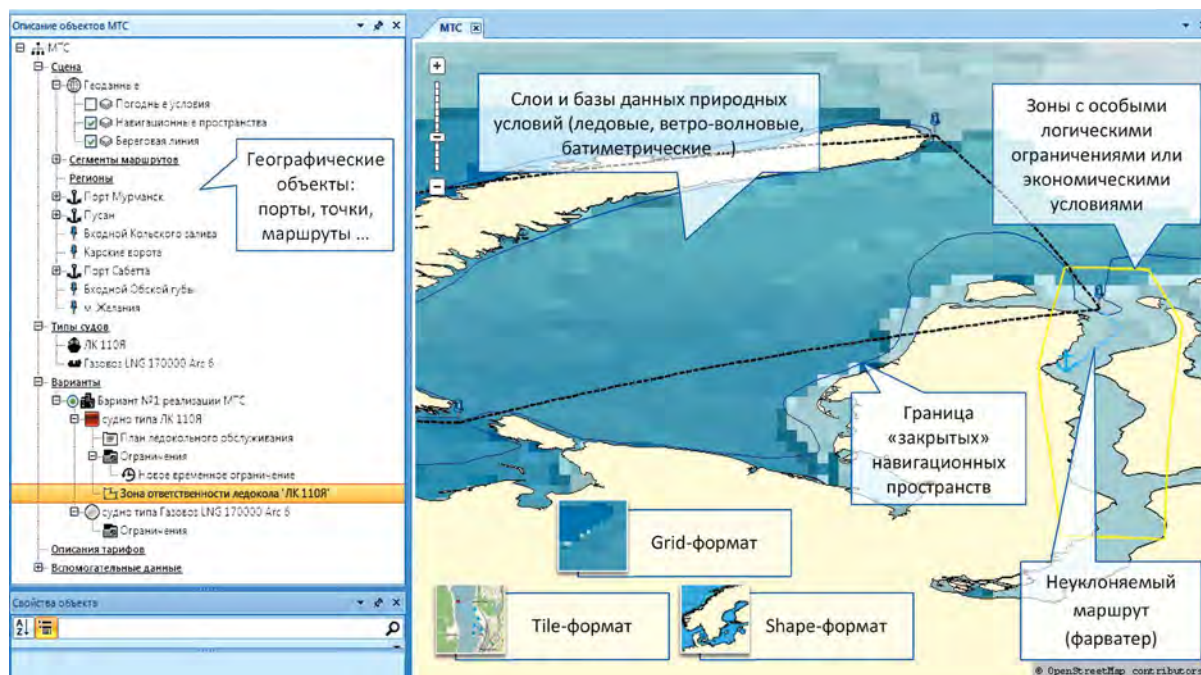 Описание объектов МТС
МТС
Сцена
Геоданные
Погодные условия
Навигационные пространства
Береговая линия
Сегменты маршрутов
Регионы
Порт Мурманск
Пусан
Входной Кольского залива
Карские ворота
Порт Сабетта
Входной Обской губы
м. Желания
Типы судов
ЛК 110Я
Газовоз LNG 170000 Arc 6
Варианты
Вариант №1 реализации МТС
судно типа ЛК 110Я
План ледокольного обслуживания
Ограничения
Новое временное ограничение
Зона ответственности ледокола 'ЛК 110Я'
судно типа Газовоз LNG 170000 Arc 6
Ограничения
Описания тарифов
Вспомогательные данные
Свойства объекта
Географические
объекты:
порты, точки,
маршруты ...
МТС
Слои и базы данных природных
условий (ледовые, ветро-волновые,
батиметрические ...)
Зоны с особыми
логическими
ограничениями или
экономическими
условиями
Граница
«закрытых»
навигационных
пространств
Grid-формат
Tile-формат
Shape-формат
Неуклоняемый
маршрут
(фарватер)
© OpenStreetMap contributors